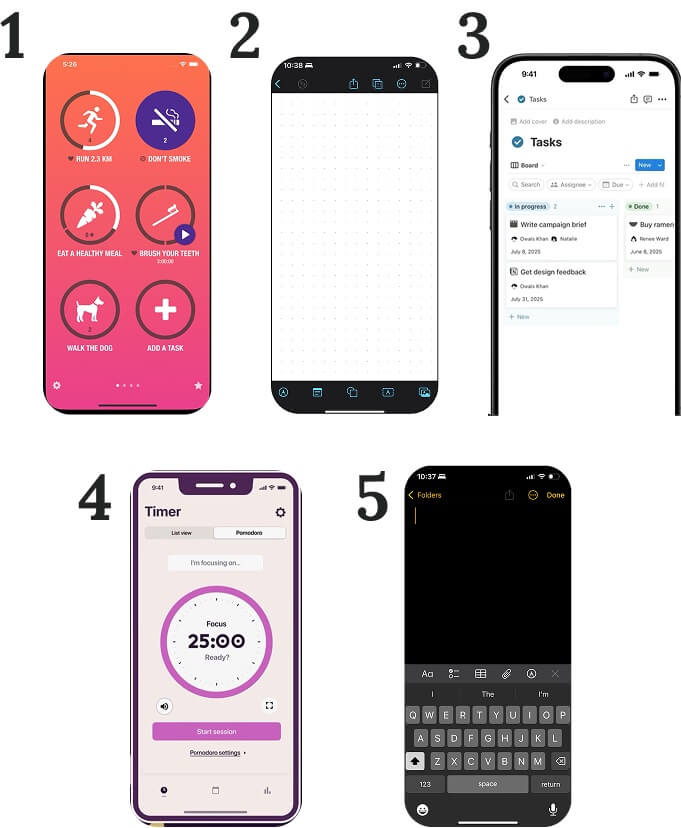 1
5:26
4
RUN 2.3 KM
2
DON'T SMOKE
EAT A HEALTHY MEAL
BRUSH YOUR TEETH
2
WALK THE DOG
ADD A TASK
2
10:38
3
9:41
Tasks
Add cover Add description
Tasks
Board
New
Search Assignee Due + Add fil
In progress 2
Done 1
Write campaign brief
Owais Khan Natalie
July 8, 2025
Buy ramen
Renee Ward
June 6, 2025
+ New
Get design feedback
Owais Khan
July 31, 2025
+ New
4
9:41
Timer
List view Pomodoro
I'm focusing on...
Focus
25:00
Ready?
Start session
Pomodoro settings
5
10:37
Folders
Done
Aa
I The I'm
Q W E R T Y U I O P
A S D F G H J K L
Z X C V B N M
123 space return